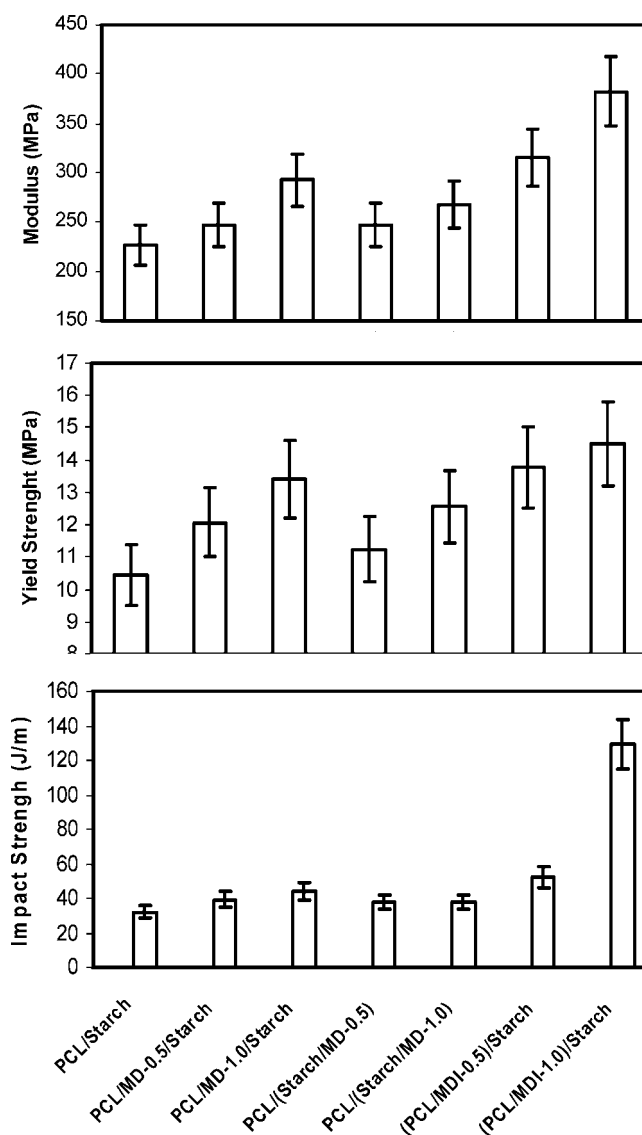 450
400
350
300
250
200
150
Modulus (MPa)
17
16
15
14
13
12
11
10
9
8
Yield Strenght (MPa)
160
140
120
100
80
60
40
20
0
Impact Strengh (J/m)
PCL/Starch
PCL/MD-0.5/Starch
PCL/MD-1.0/Starch
PCL/(Starch/MD-0.5)
PCL/(Starch/MD-1.0)
(PCL/MDI-0.5)/Starch
(PCL/MDI-1.0)/Starch